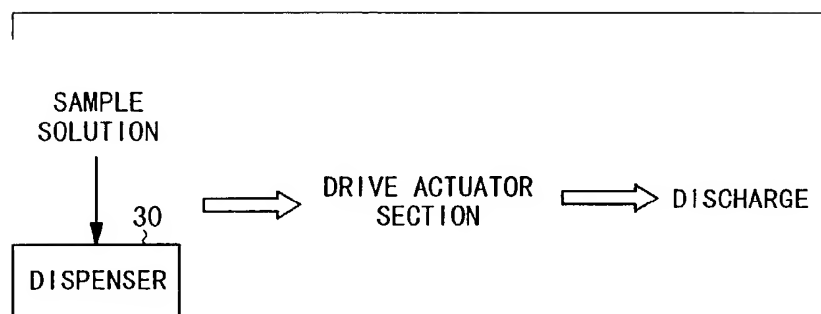 SAMPLE
SOLUTION
30
DISPENSER
DRIVE ACTUATOR
SECTION
DISCHARGE